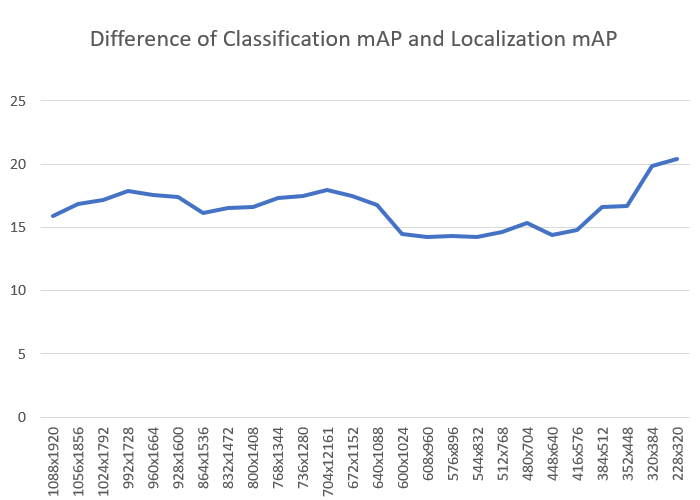 Difference of Classification mAP and Localization mAP
25
20
15
10
5
0
1088x1920
1056x1856
1024x1792
992x1728
960x1664
928x1600
864x1536
832x1472
800x1408
768x1344
736x1280
704x12161
672x1152
640x1088
600x1024
608x960
576x896
544x832
512x768
480x704
448x640
416x576
384x512
352x448
320x384
228x320